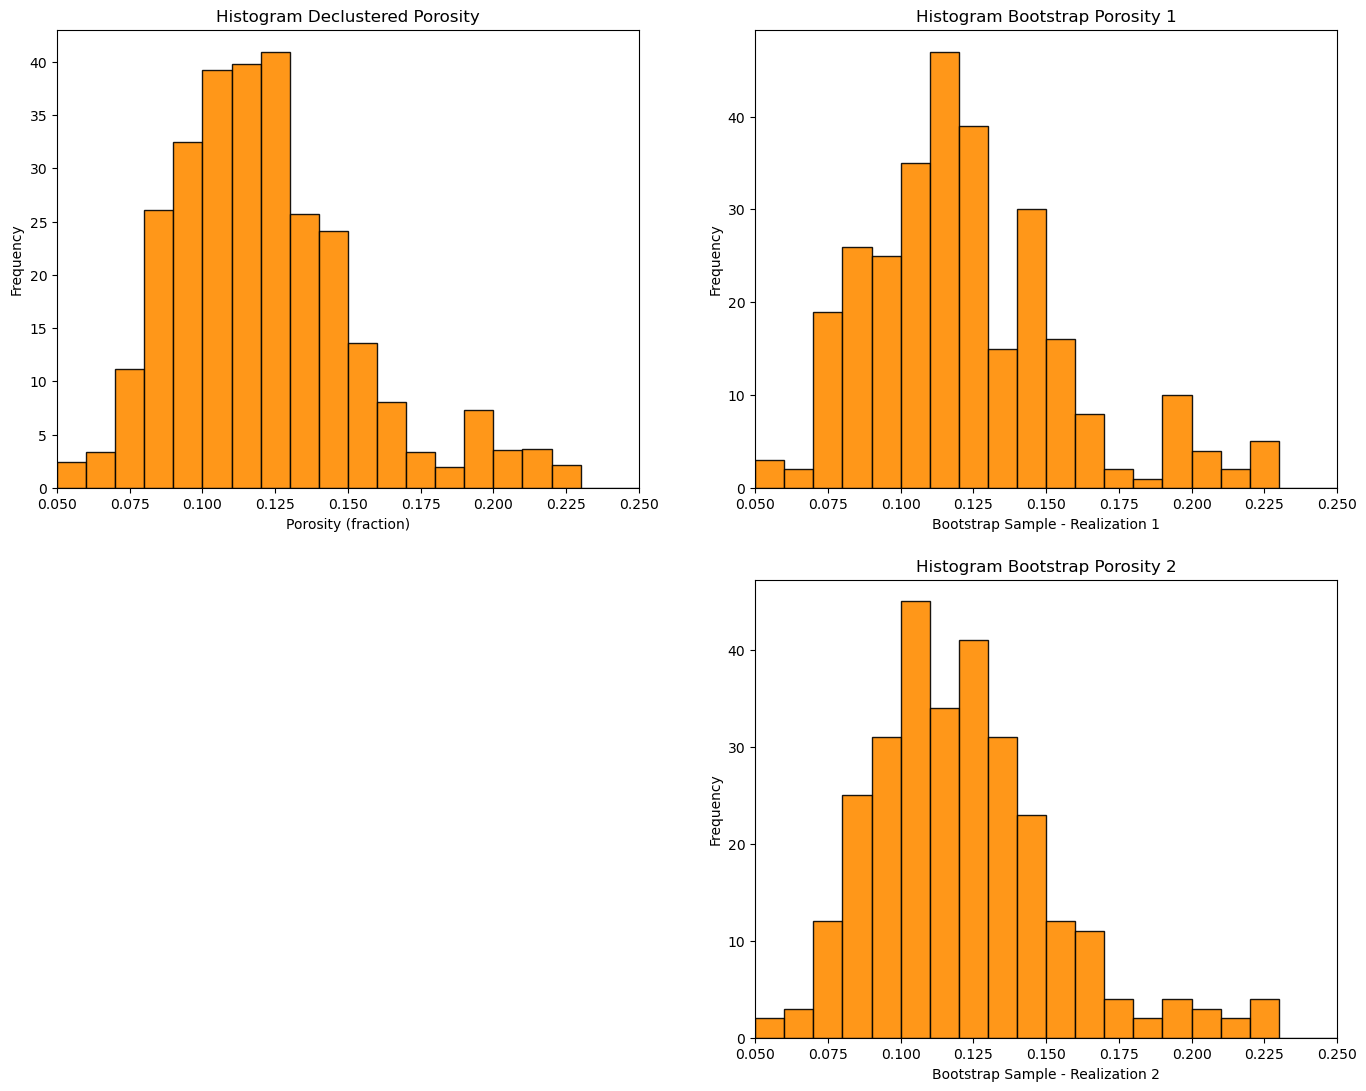 Histogram Declustered Porosity
40
35
30
25
20
15
10
5
0
Frequency
0.050 0.075 0.100 0.125 0.150 0.175 0.200 0.225 0.250
Porosity (fraction)
Histogram Bootstrap Porosity 1
40
30
20
10
0
Frequency
0.050 0.075 0.100 0.125 0.150 0.175 0.200 0.225 0.250
Bootstrap Sample - Realization 1
Histogram Bootstrap Porosity 2
40
30
20
10
0
Frequency
0.050 0.075 0.100 0.125 0.150 0.175 0.200 0.225 0.250
Bootstrap Sample - Realization 2